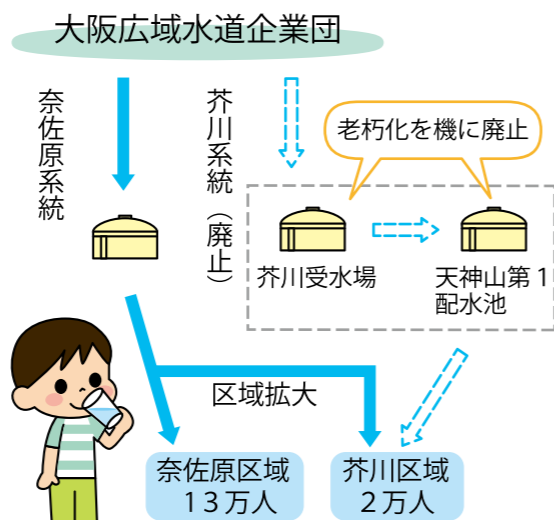 大阪広域水道企業団
奈佐原系統
芥川系統（廃止）
老朽化を機に廃止
芥川受水場
天神山第１
配水池
区域拡大
奈佐原区域
１３万人
芥川区域
２万人